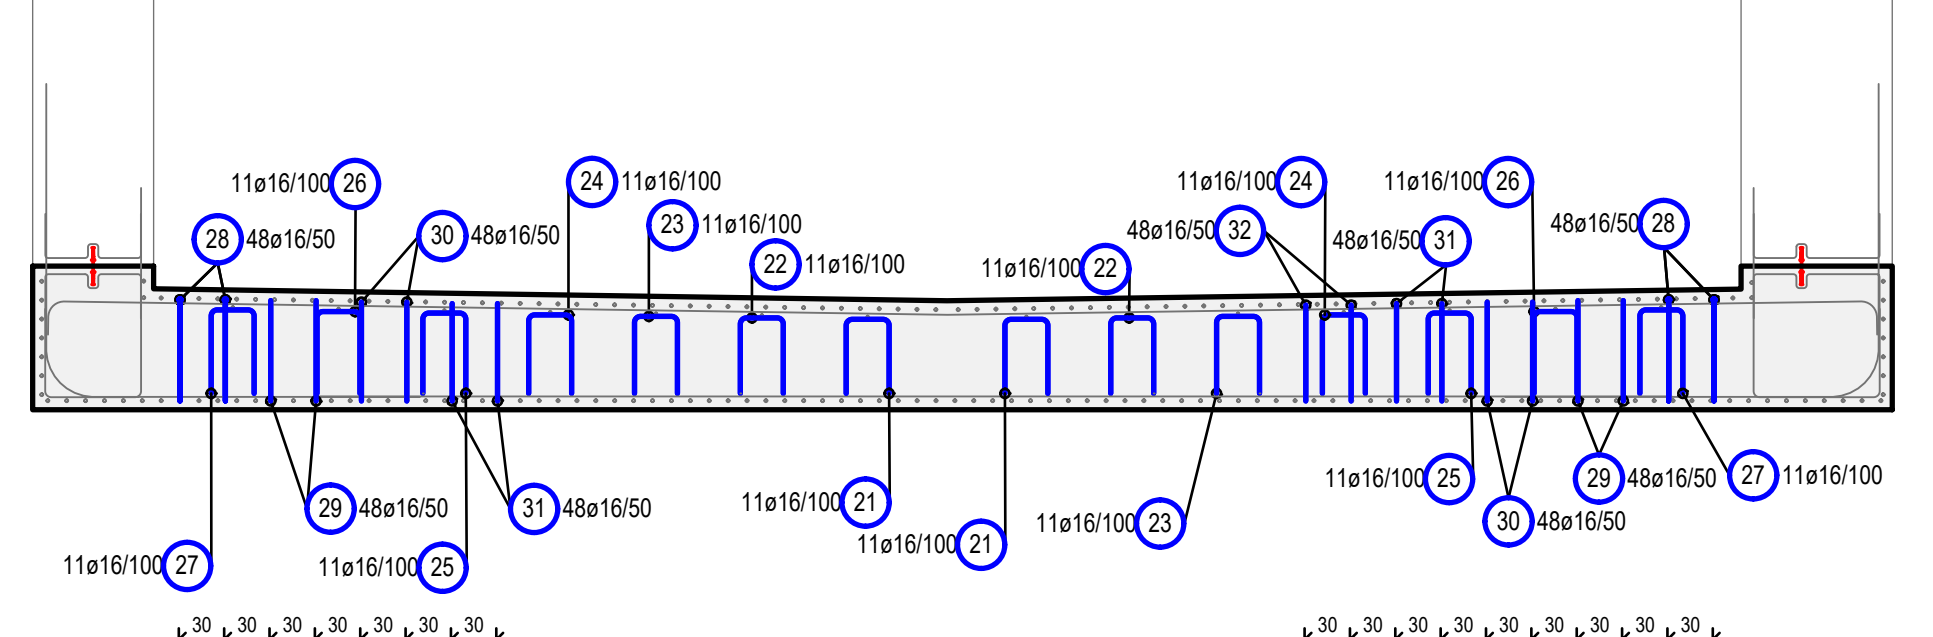 24 11ø16/100
11ø16/100 24
11ø16/100 26
11ø16/100 26
23 11ø16/100
48ø16/50 28
48ø16/50 32
30 48ø16/50
28 48ø16/50
48ø16/50 31
22 11ø16/100
11ø16/100 22
27 11ø16/100
11ø16/100 25
29 48ø16/50
11ø16/100 21
29 48ø16/50
31 48ø16/50
30 48ø16/50
11ø16/100 23
11ø16/100 21
11ø16/100 27
11ø16/100 25
30 30 30 30 30 30 30
30 30 30 30 30 30 30 30 30